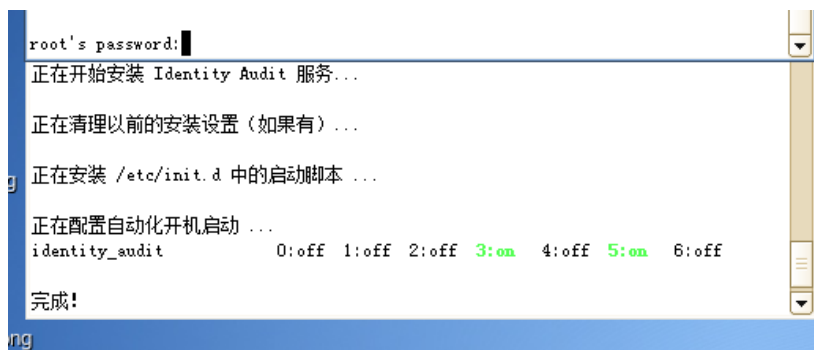 root's password:
正在开始安装 Identity Audit 服务...
正在清理以前的安装设置（如果有）...
正在安装 /etc/init.d 中的启动脚本 ...
正在配置自动化开机启动 ...
identity_audit 0:off 1:off 2:off 3:on 4:off 5:on 6:off
完成!